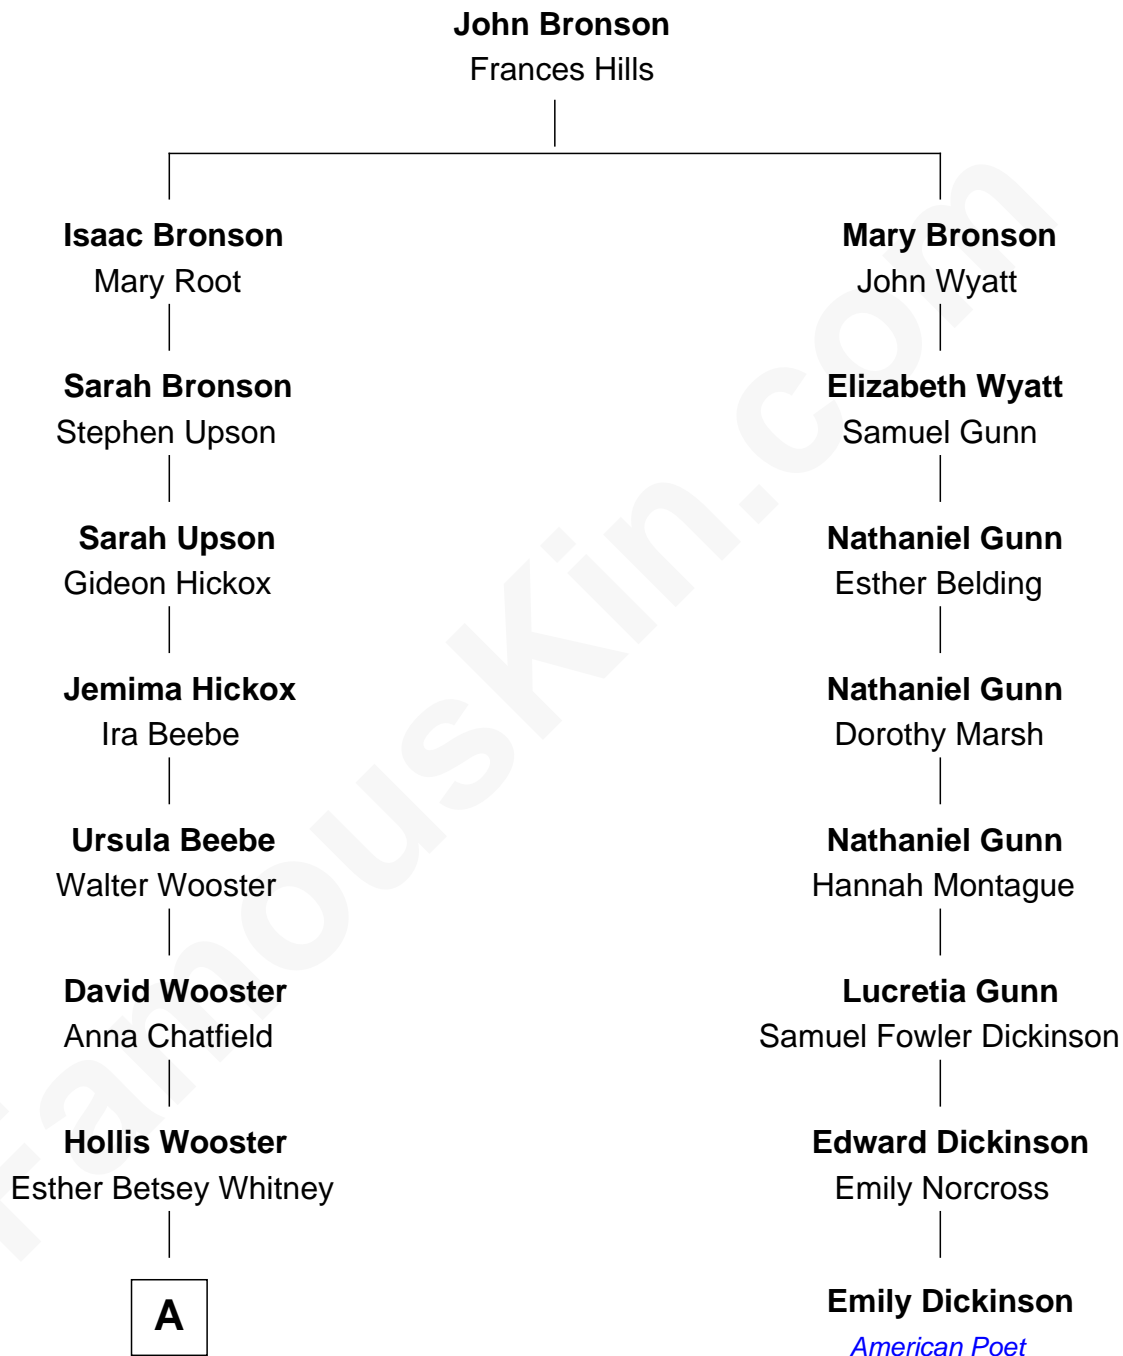 John Bronson
Frances Hills
Isaac Bronson
Mary Root
Mary Bronson
John Wyatt
Sarah Bronson
Stephen Upson
Elizabeth Wyatt
Samuel Gunn
Sarah Upson
Gideon Hickox
Nathaniel Gunn
Esther Belding
Jemima Hickox
Ira Beebe
Nathaniel Gunn
Dorothy Marsh
Ursula Beebe
Walter Wooster
Nathaniel Gunn
Hannah Montague
David Wooster
Anna Chatfield
Lucretia Gunn
Samuel Fowler Dickinson
Hollis Wooster
Esther Betsey Whitney
Edward Dickinson
Emily Norcross
A
Emily Dickinson
American Poet
FamousKin.com